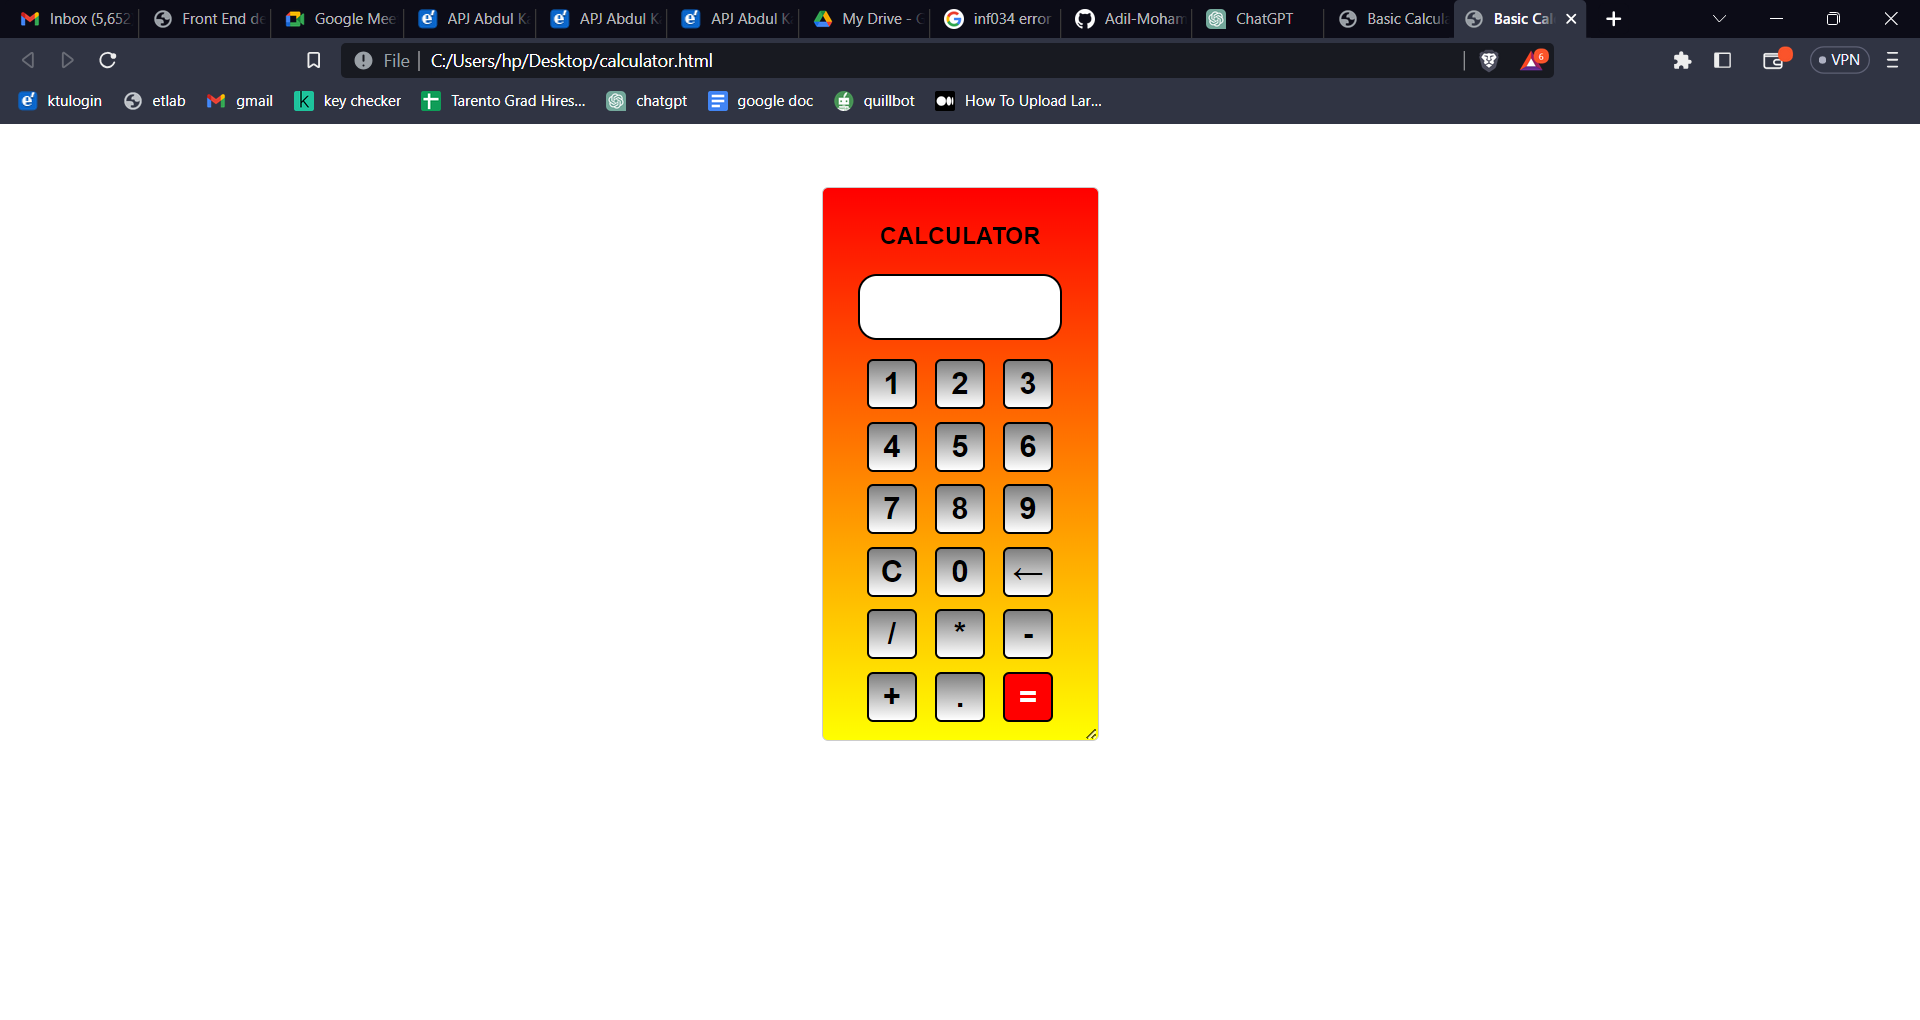 Inbox (5,652 Front End de Google Mee APJ Abdul K APJ Abdul K APJ Abdul K My Drive - G inf034 error Adil-Moham ChatGPT Basic Calcula Basic Cal
File C:/Users/hp/Desktop/calculator.html 6 VPN
ktulogin etlab gmail key checker Tarento Grad Hires... chatgpt google doc quillbot How To Upload Lar...
CALCULATOR
1 2 3
4 5 6
7 8 9
C 0 ←
/ * -
+ . =